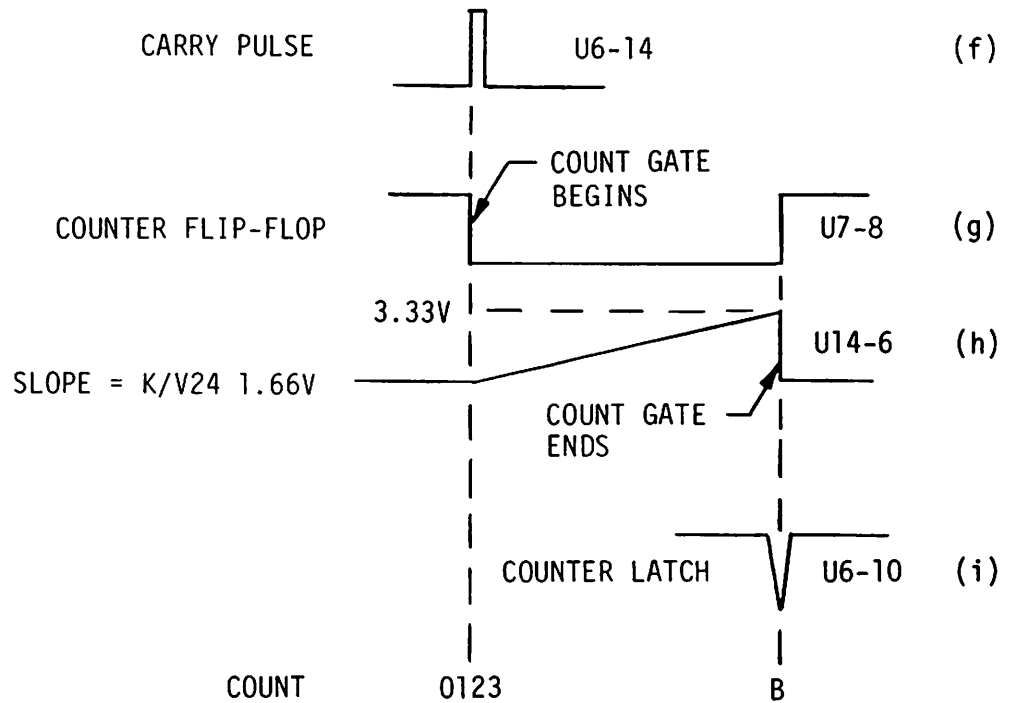 CARRY PULSE U6-14 (f)
COUNT GATE
BEGINS
COUNTER FLIP-FLOP U7-8 (g)
3.33V
U14-6 (h)
SLOPE = K/V24 1.66V
COUNT GATE
ENDS
COUNTER LATCH U6-10 (i)
COUNT 0123 B